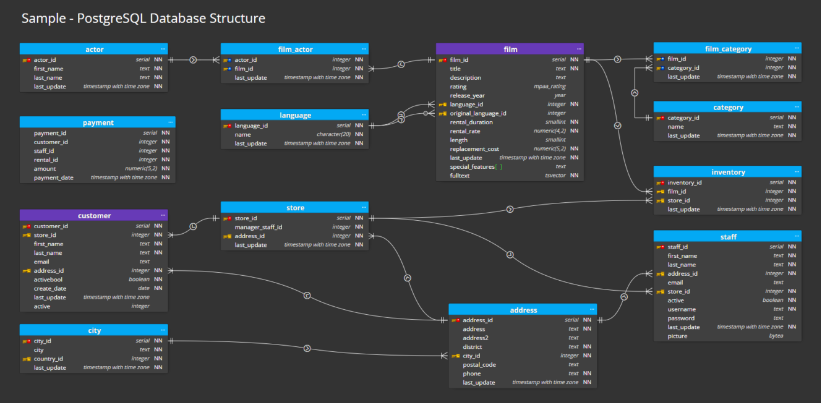 Sample - PostgreSQL Database Structure
actor
actor_id serial NN
first_name text NN
last_name text NN
last_update timestamp with time zone NN
film_actor
actor_id integer NN
film_id integer NN
last_update timestamp with time zone NN
film
film_id serial NN
title text NN
description text
rating mpaa_rating
release_year year
language_id integer NN
original_language_id integer
rental_duration smallint NN
rental_rate numeric(4,2) NN
length smallint
replacement_cost numeric(5,2) NN
last_update timestamp with time zone NN
special_features[ ] text
fulltext tsvector NN
film_category
film_id integer NN
category_id integer NN
last_update timestamp with time zone NN
language
language_id serial NN
name character(20) NN
last_update timestamp with time zone NN
category
category_id serial NN
name text NN
last_update timestamp with time zone NN
payment
payment_id serial NN
customer_id integer NN
staff_id integer NN
rental_id integer NN
amount numeric(5,2) NN
payment_date timestamp with time zone NN
inventory
inventory_id serial NN
film_id integer NN
store_id integer NN
last_update timestamp with time zone NN
customer
customer_id serial NN
store_id integer NN
first_name text NN
last_name text NN
email text
address_id integer NN
activebool boolean NN
create_date date NN
last_update timestamp with time zone
active integer
store
store_id serial NN
manager_staff_id integer NN
address_id integer NN
last_update timestamp with time zone NN
staff
staff_id serial NN
first_name text NN
last_name text NN
address_id integer NN
email text
store_id integer NN
active boolean NN
username text NN
password text
last_update timestamp with time zone NN
picture bytea
address
address_id serial NN
address text NN
address2 text
district text NN
city_id integer NN
postal_code text
phone text NN
last_update timestamp with time zone NN
city
city_id serial NN
city text NN
country_id integer NN
last_update timestamp with time zone NN